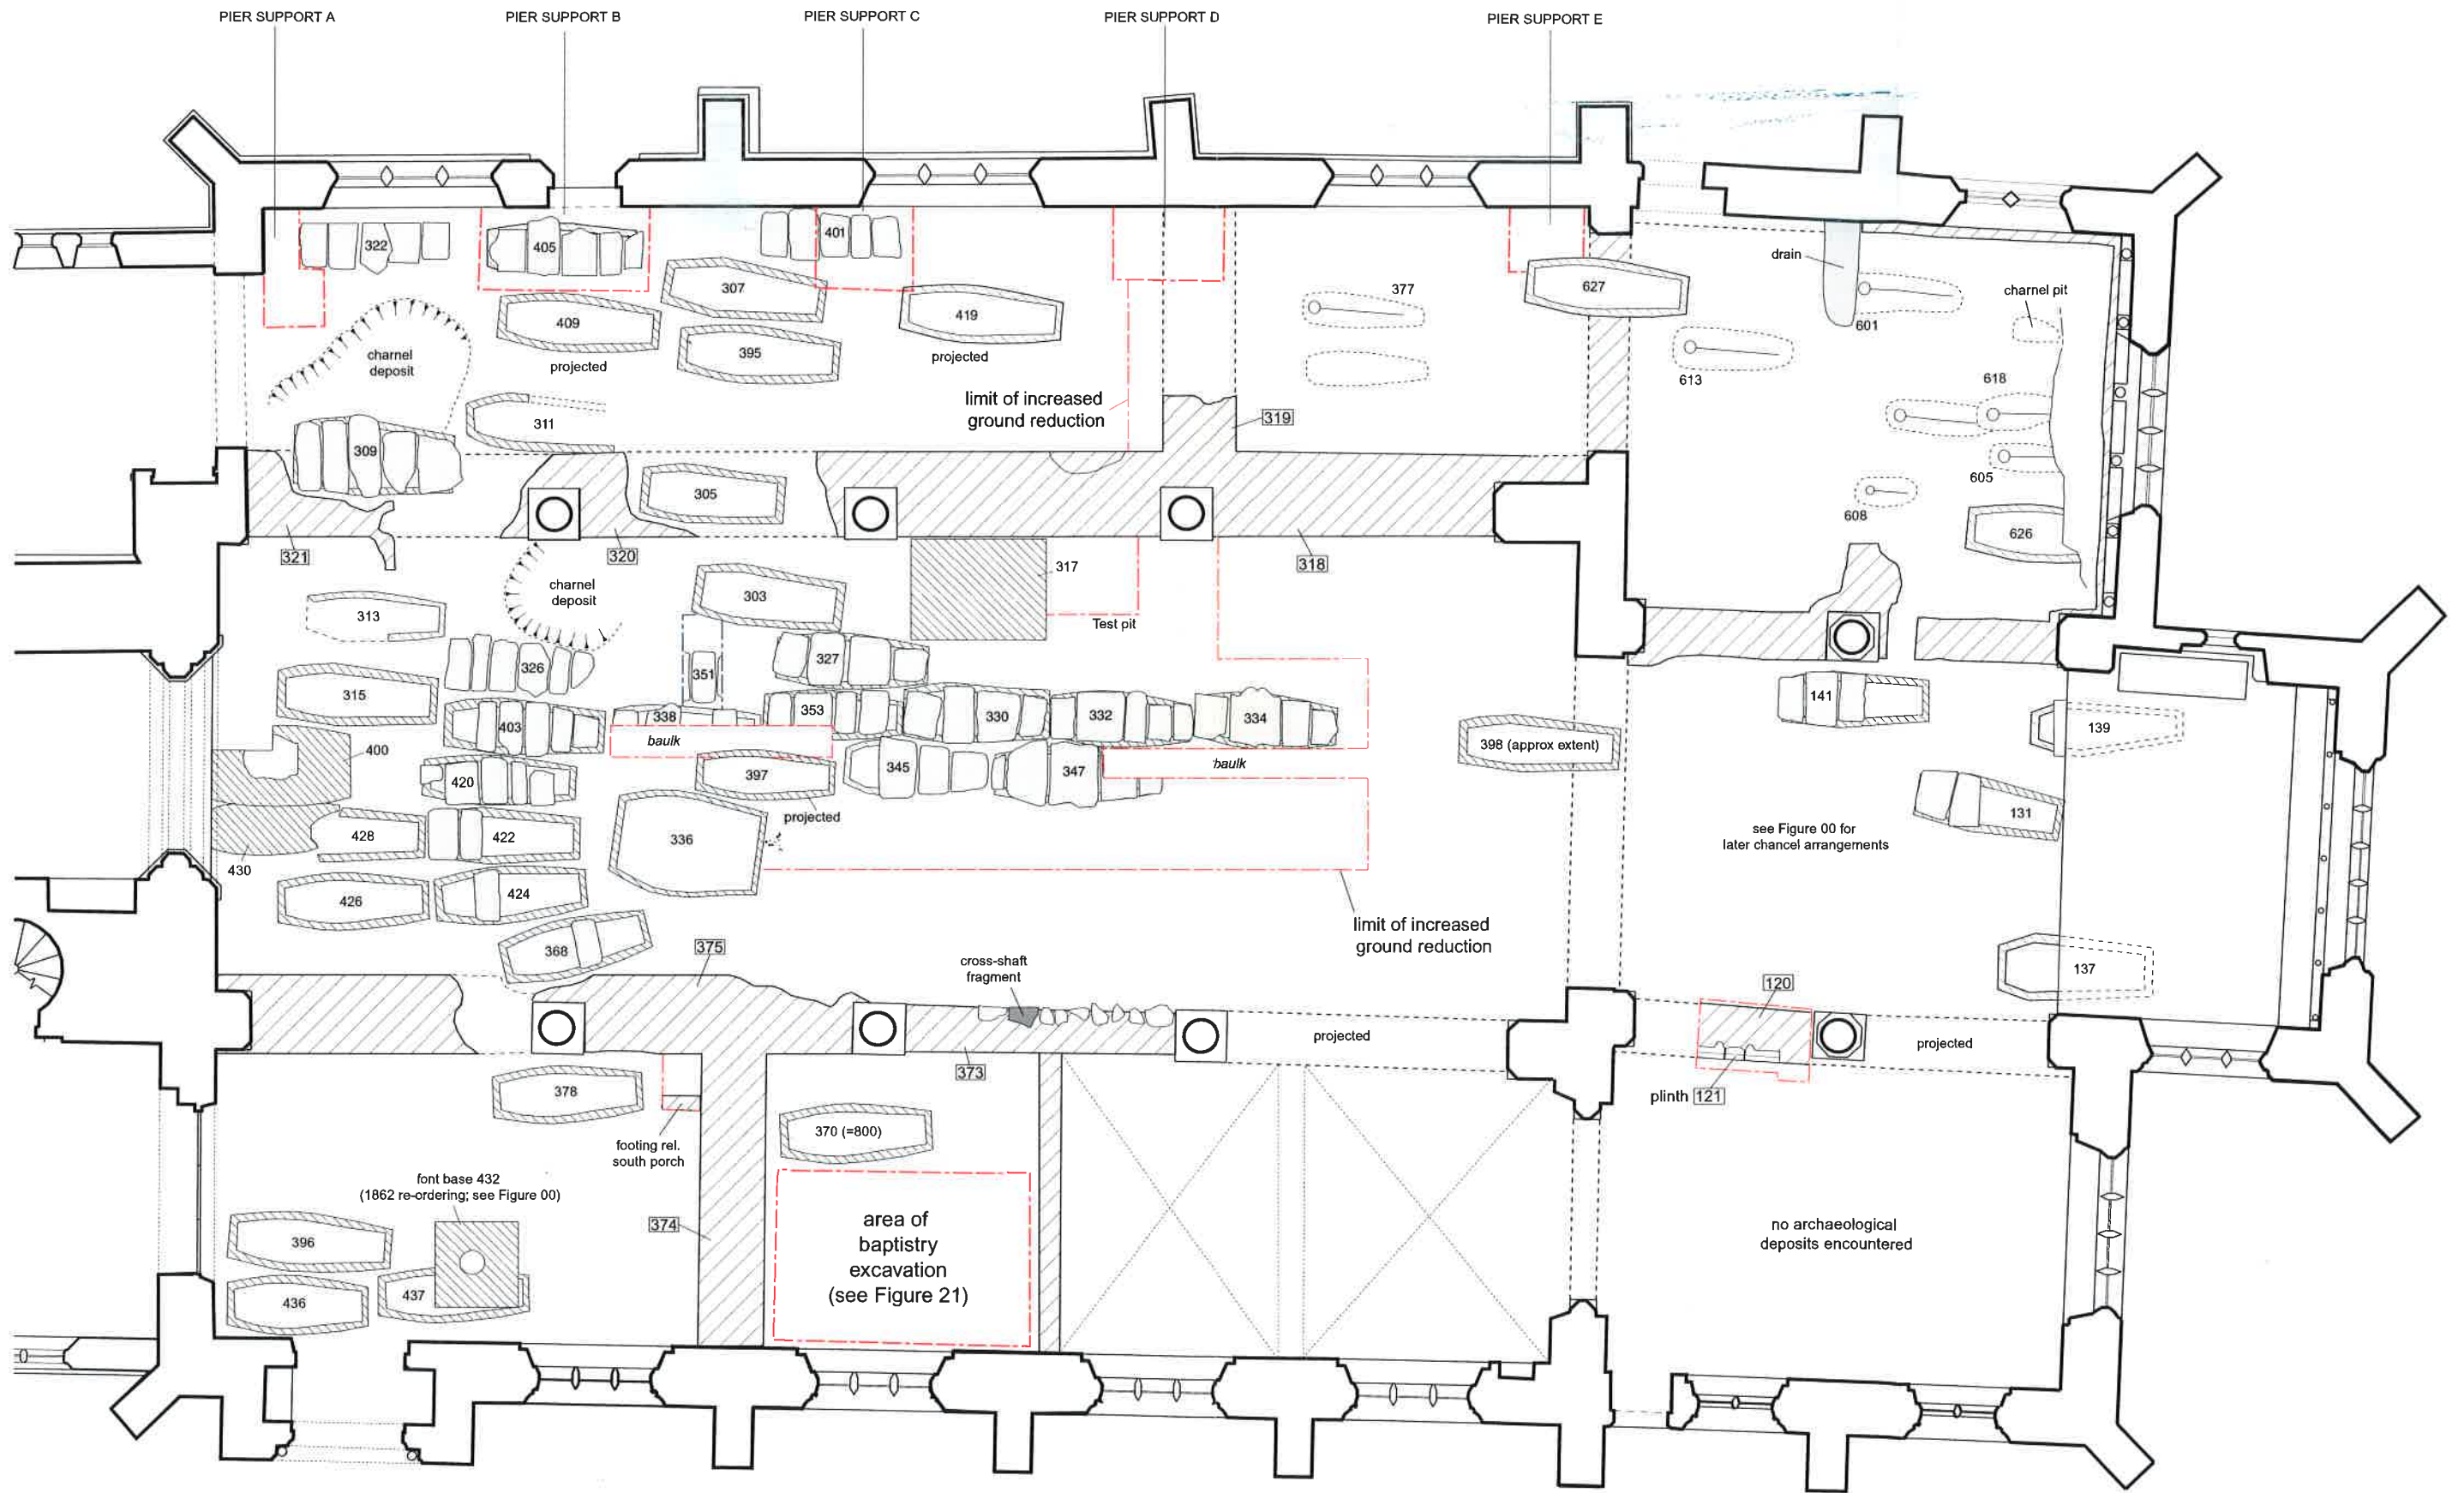 PIER SUPPORT A
PIER SUPPORT B
PIER SUPPORT C
PIER SUPPORT D
PIER SUPPORT E
322
405
401
307
409
projected
395
419
projected
377
627
drain
601
charnel pit
613
618
605
608
626
charnel
deposit
309
311
limit of increased
ground reduction
319
305
321
320
318
charnel
deposit
303
317
Test pit
313
326
351
327
315
403
338
353
330
332
334
baulk
400
420
397
345
347
baulk
398 (approx extent)
141
139
131
projected
428
422
336
430
426
424
see Figure 00 for
later chancel arrangements
368
375
limit of increased
ground reduction
cross-shaft
fragment
137
120
projected
projected
373
plinth 121
378
footing rel.
south porch
370 (=800)
font base 432
(1862 re-ordering; see Figure 00)
374
396
436
437
area of
baptistry
excavation
(see Figure 21)
no archaeological
deposits encountered